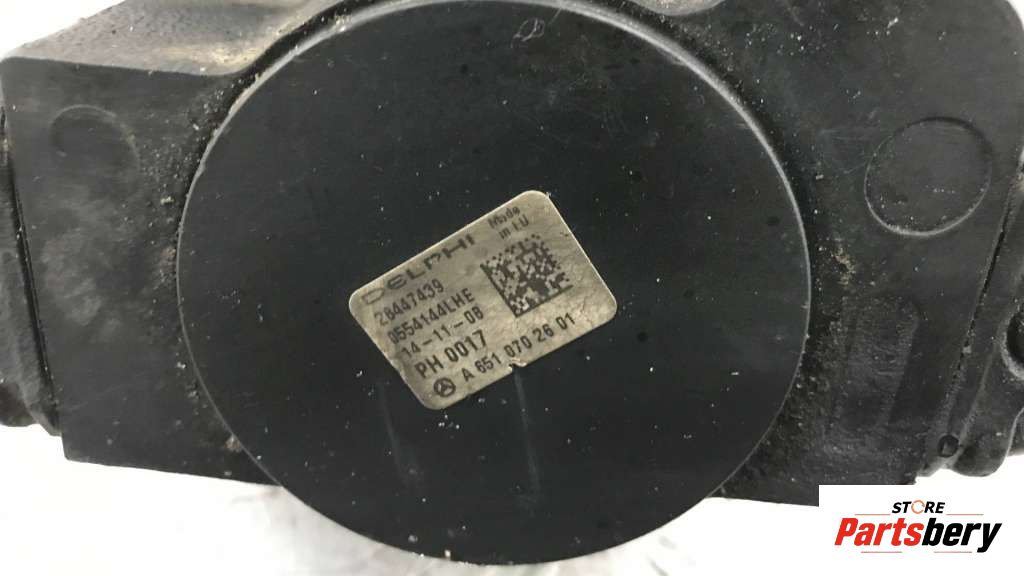 DELPHI
Made
in EU
28447439
0554144LHE
14-11-08
PH 0017
A 651 070 26 01
STORE
Partsbery